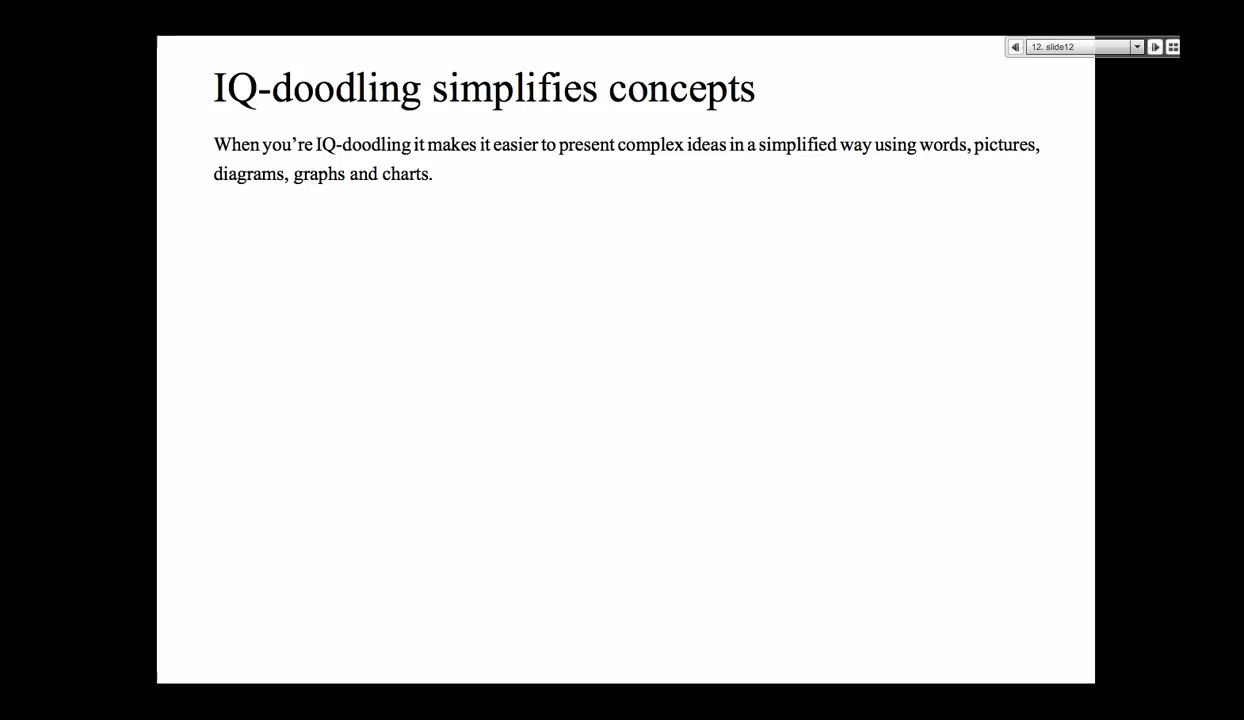 12. slide12
IQ-doodling simplifies concepts
When you’re IQ-doodling it makes it easier to present complex ideas in a simplified way using words, pictures,
diagrams, graphs and charts.